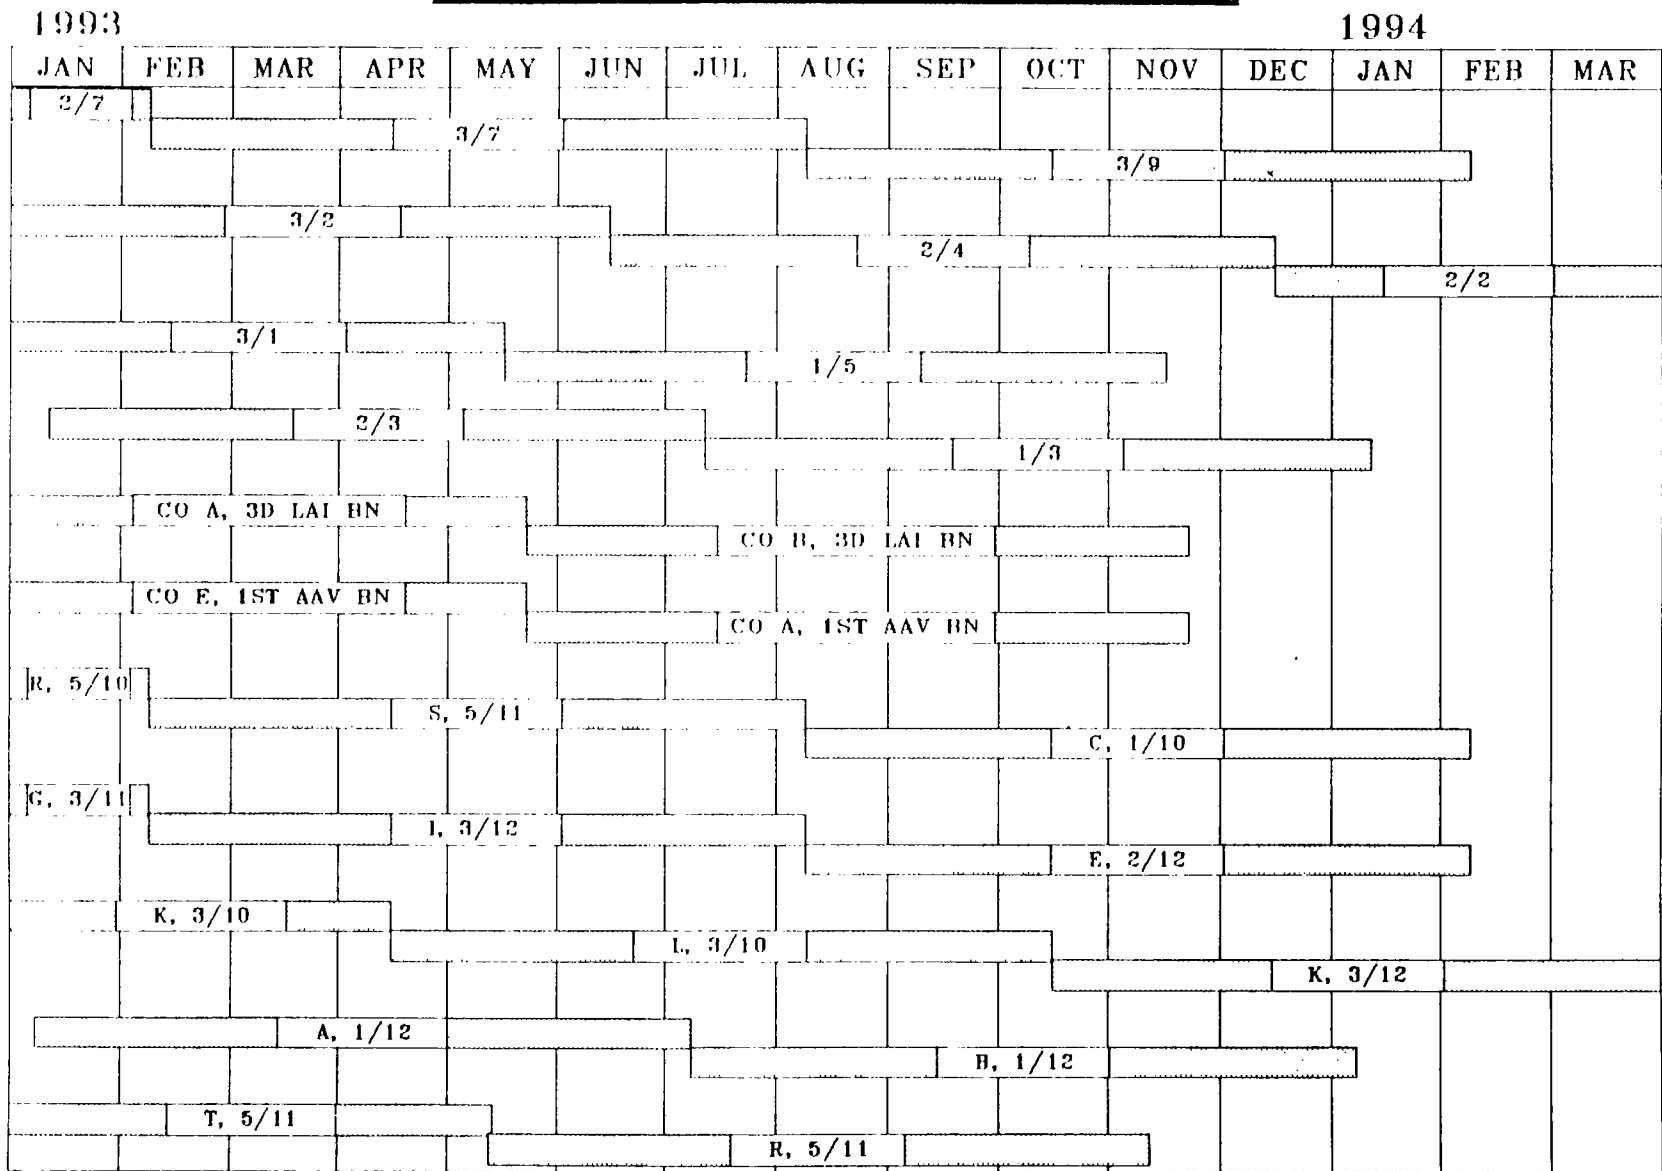 1993 1994
JAN FEB MAR APR MAY JUN JUL AUG SEP OCT NOV DEC JAN FEB MAR
2/7
3/7
3/9
3/2
2/4
2/2
3/1
1/5
2/3
1/3
CO A, 3D LAI BN
CO B, 3D LAI BN
CO E, 1ST AAV BN
CO A, 1ST AAV BN
R, 5/10
S, 5/11
C, 1/10
G, 3/11
I, 3/12
E, 2/12
K, 3/10
L, 3/10
K, 3/12
A, 1/12
B, 1/12
T, 5/11
R, 5/11